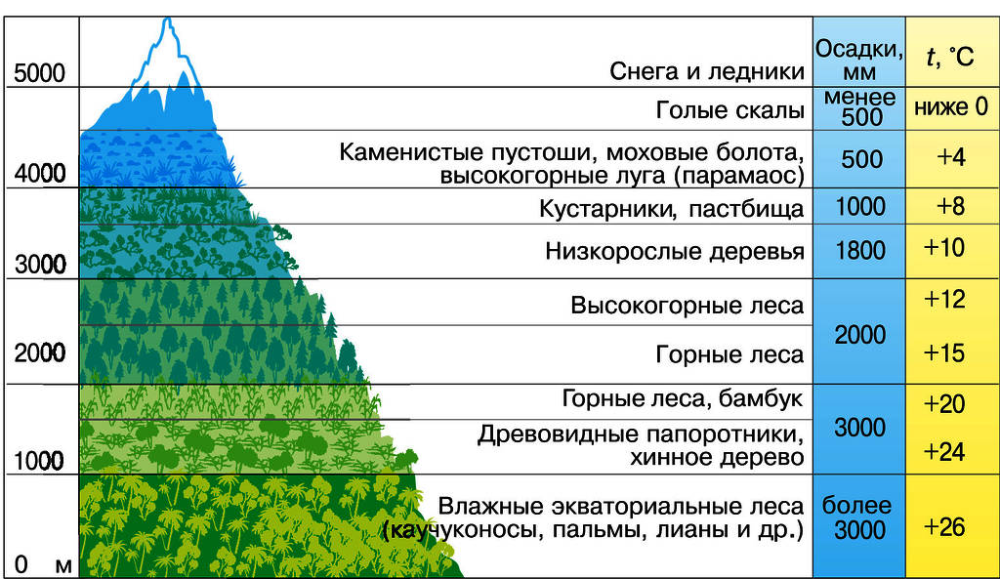 Осадки, мм
t, °C
5000
Снега и ледники
Голые скалы
менее 500
ниже 0
Каменистые пустоши, моховые болота,
высокогорные луга (парамаос)
500
+4
4000
Кустарники, пастбища
1000
+8
Низкорослые деревья
1800
+10
3000
Высокогорные леса
+12
2000
Горные леса
+15
2000
Горные леса, бамбук
+20
3000
Древовидные папоротники,
хинное дерево
+24
1000
Влажные экваториальные леса
(каучуконосы, пальмы, лианы и др.)
более 3000
+26
0 м